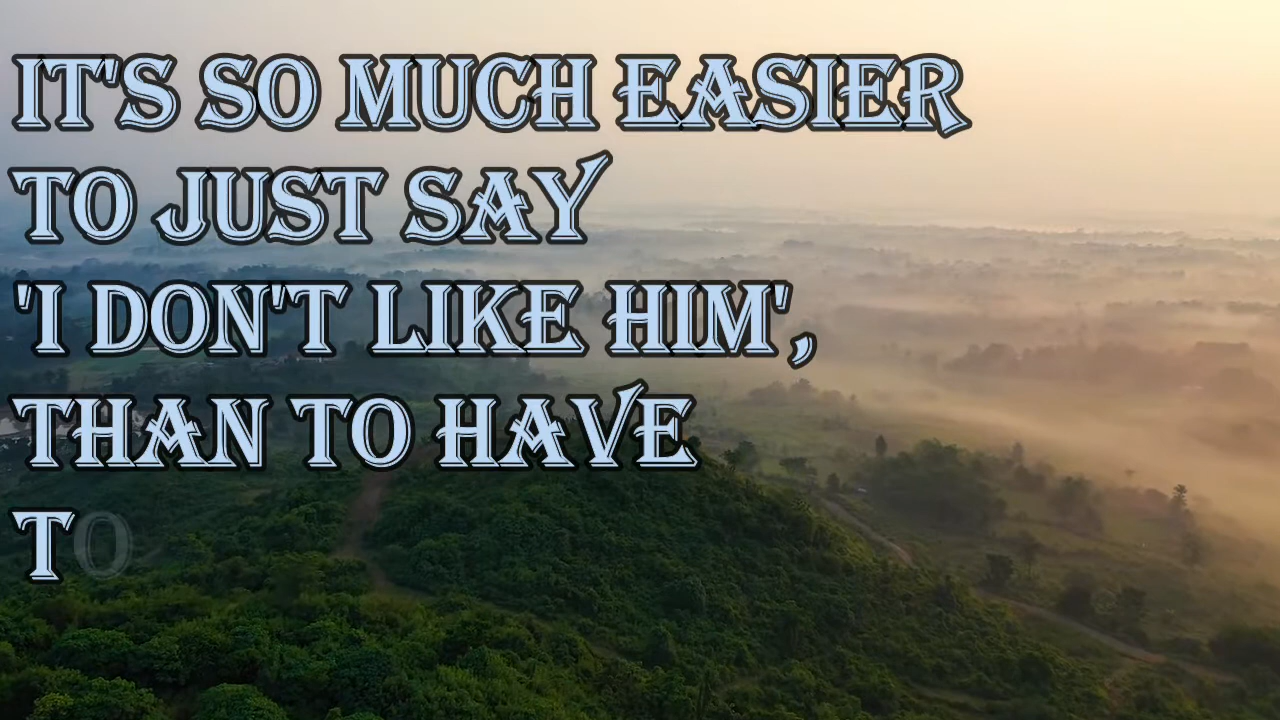 IT'S SO MUCH EASIER
TO JUST SAY
'I DON'T LIKE HIM',
THAN TO HAVE
TO